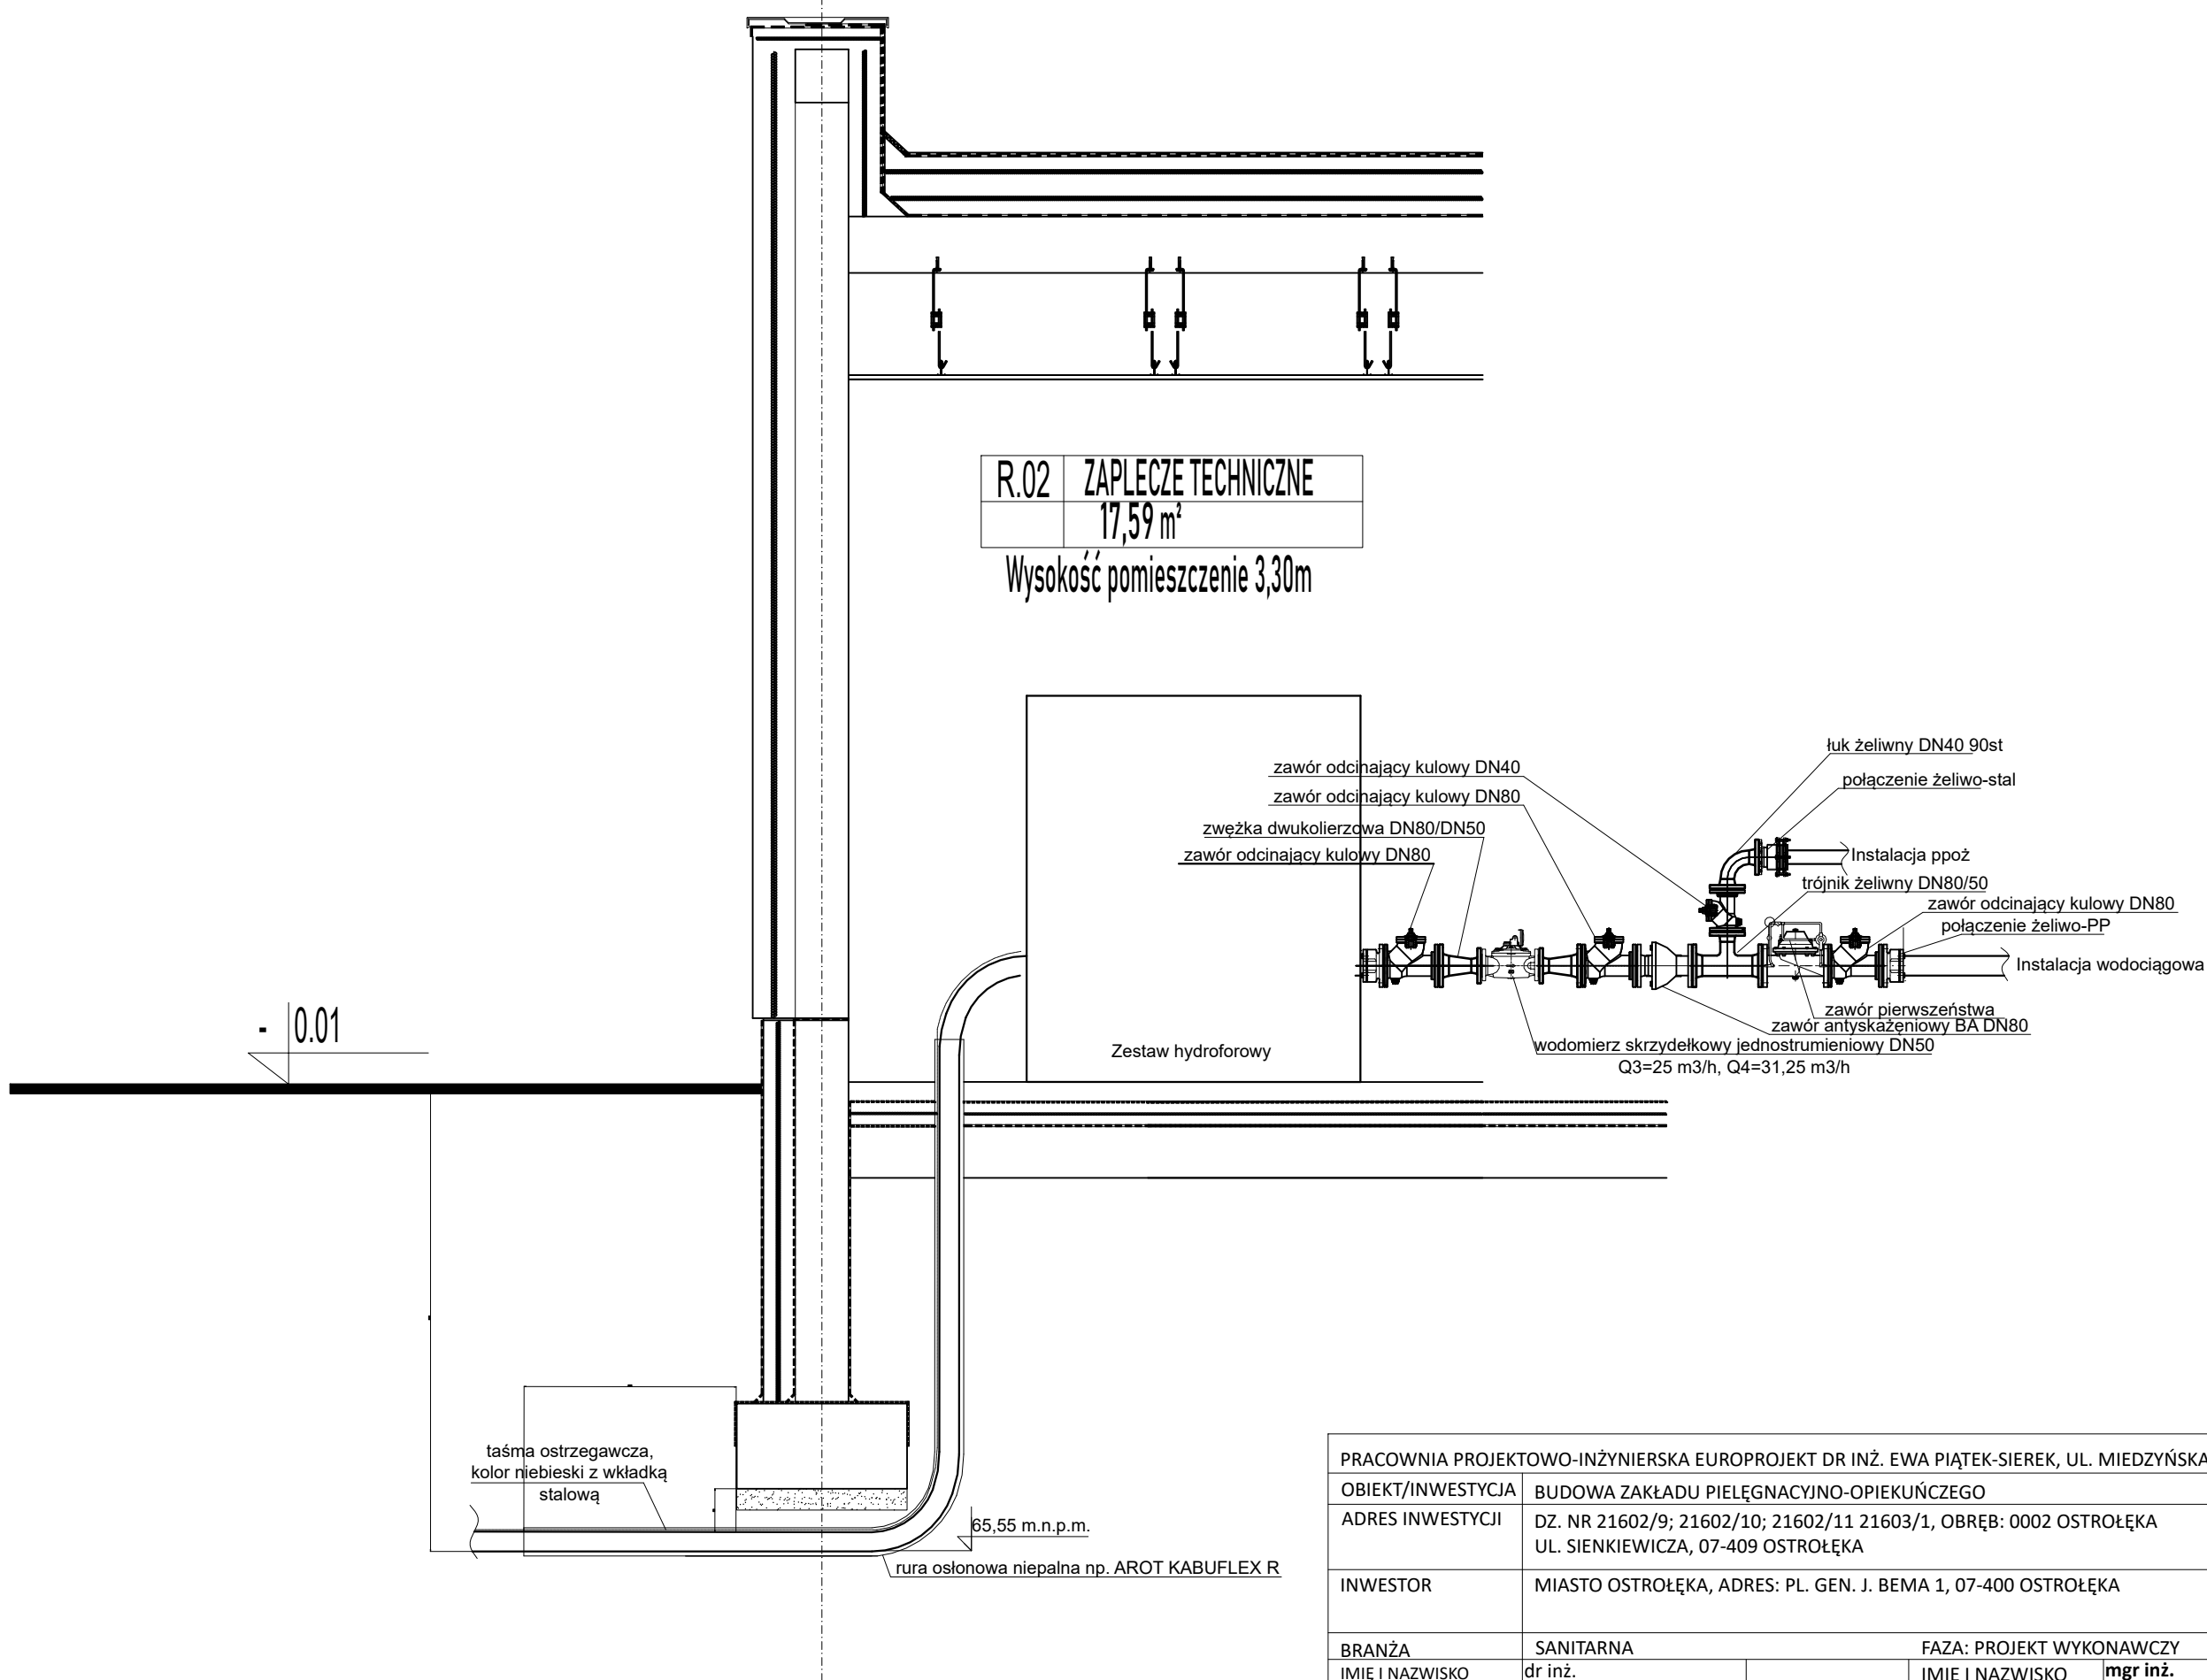 R.02 ZAPLECZE TECHNICZNE
17,59 m²
Wysokość pomieszczenie 3,30m
łuk żeliwny DN40 90st
zawór odcinający kulowy DN40
połączenie żeliwo-stal
zawór odcinający kulowy DN80
zwężka dwukolierzowa DN80/DN50
zawór odcinający kulowy DN80
Instalacja ppoż
trójnik żeliwny DN80/50
zawór odcinający kulowy DN80
połączenie żeliwo-PP
Instalacja wodociągowa
zawór pierwszeństwa
zawór antyskażeniowy BA DN80
wodomierz skrzydełkowy jednostrumieniowy DN50
Q3=25 m3/h, Q4=31,25 m3/h
Zestaw hydroforowy
- 0.01
taśma ostrzegawcza,
kolor niebieski z wkładką
stalową
65,55 m.n.p.m.
rura osłonowa niepalna np. AROT KABUFLEX R
PRACOWNIA PROJEKTOWO-INŻYNIERSKA EUROPROJEKT DR INŻ. EWA PIĄTEK-SIEREK, UL. MIEDZYŃSKA
OBIEKT/INWESTYCJA BUDOWA ZAKŁADU PIELĘGNACYJNO-OPIEKUŃCZEGO
ADRES INWESTYCJI DZ. NR 21602/9; 21602/10; 21602/11 21603/1, OBRĘB: 0002 OSTROŁĘKA
UL. SIENKIEWICZA, 07-409 OSTROŁĘKA
INWESTOR MIASTO OSTROŁĘKA, ADRES: PL. GEN. J. BEMA 1, 07-400 OSTROŁĘKA
BRANŻA SANITARNA FAZA: PROJEKT WYKONAWCZY
IMIĘ I NAZWISKO dr inż. IMIĘ I NAZWISKO mgr inż.